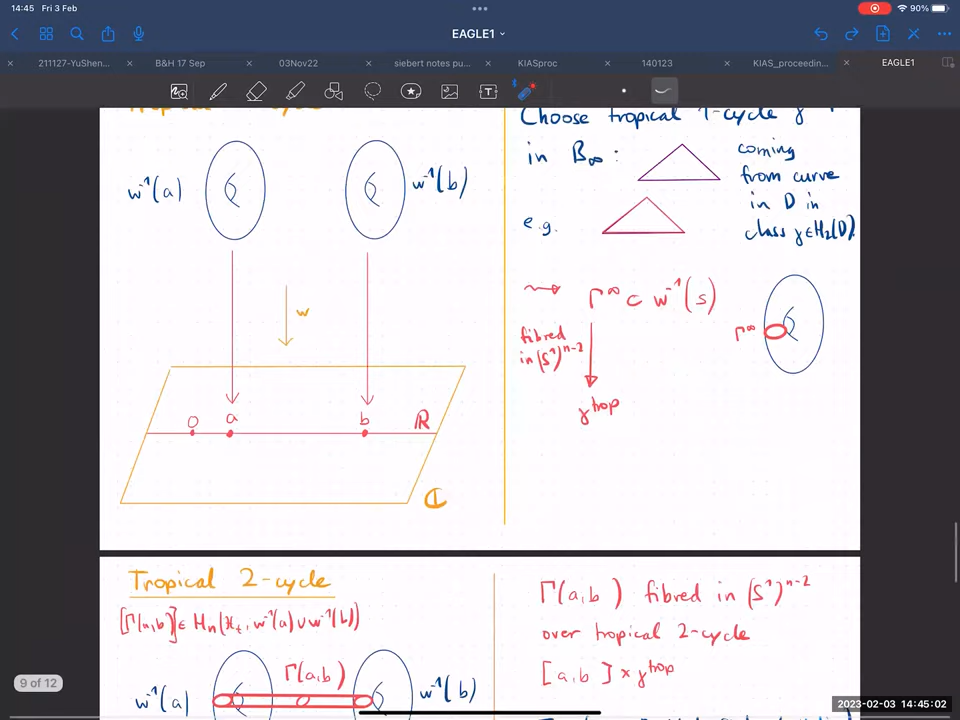 14:45 Fri 3 Feb
90%
EAGLE1
211127-YuShen...
B&H 17 Sep
03Nov22
siebert notes pu...
KIASproc
140123
KIAS_proceedin...
EAGLE1
w⁻¹(a)
w⁻¹(b)
w
0 a b ℝ
ℂ
Choose tropical 1-cycle γ
in B∞:
coming
from curve
in D in
class γ∈H₂(D).
e.g.
⇝ Γ^∞ ⊂ w⁻¹(s)
fibred
in (S¹)ⁿ⁻²
Γ^∞
γ^trop
Tropical 2-cycle
[Γ(a,b)] ∈ Hₙ(𝒳ₜ, w⁻¹(a)∪w⁻¹(b))
Γ(a,b)
w⁻¹(a)
w⁻¹(b)
Γ(a,b) fibred in (S¹)ⁿ⁻²
over tropical 2-cycle
[a,b] × γ^trop
9 of 12
2023-02-03 14:45:02